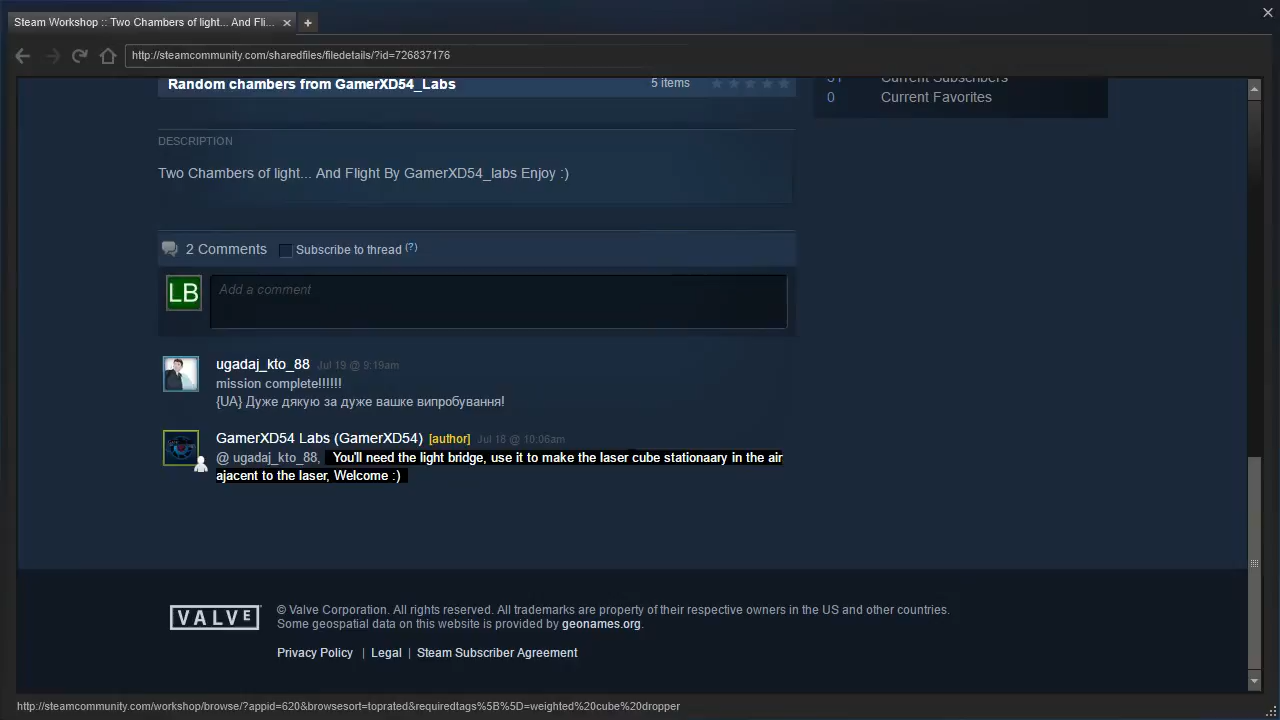 Steam Workshop :: Two Chambers of light... And Fli...
http://steamcommunity.com/sharedfiles/filedetails/?id=726837176
Random chambers from GamerXD54_Labs
5 items
Current Subscribers
0 Current Favorites
DESCRIPTION
Two Chambers of light... And Flight By GamerXD54_labs Enjoy :)
2 Comments Subscribe to thread (?)
LB
Add a comment
ugadaj_kto_88 Jul 19 @ 9:19am
mission complete!!!!!!
{UA} Дуже дякую за дуже вашке випробування!
GamerXD54 Labs (GamerXD54) [author] Jul 18 @ 10:06am
@ ugadaj_kto_88, You'll need the light bridge, use it to make the laser cube stationaary in the air
ajacent to the laser, Welcome :)
VALVE
© Valve Corporation. All rights reserved. All trademarks are property of their respective owners in the US and other countries.
Some geospatial data on this website is provided by geonames.org.
Privacy Policy | Legal | Steam Subscriber Agreement
http://steamcommunity.com/workshop/browse/?appid=620&browsesort=toprated&requiredtags%5B%5D=weighted%20cube%20dropper